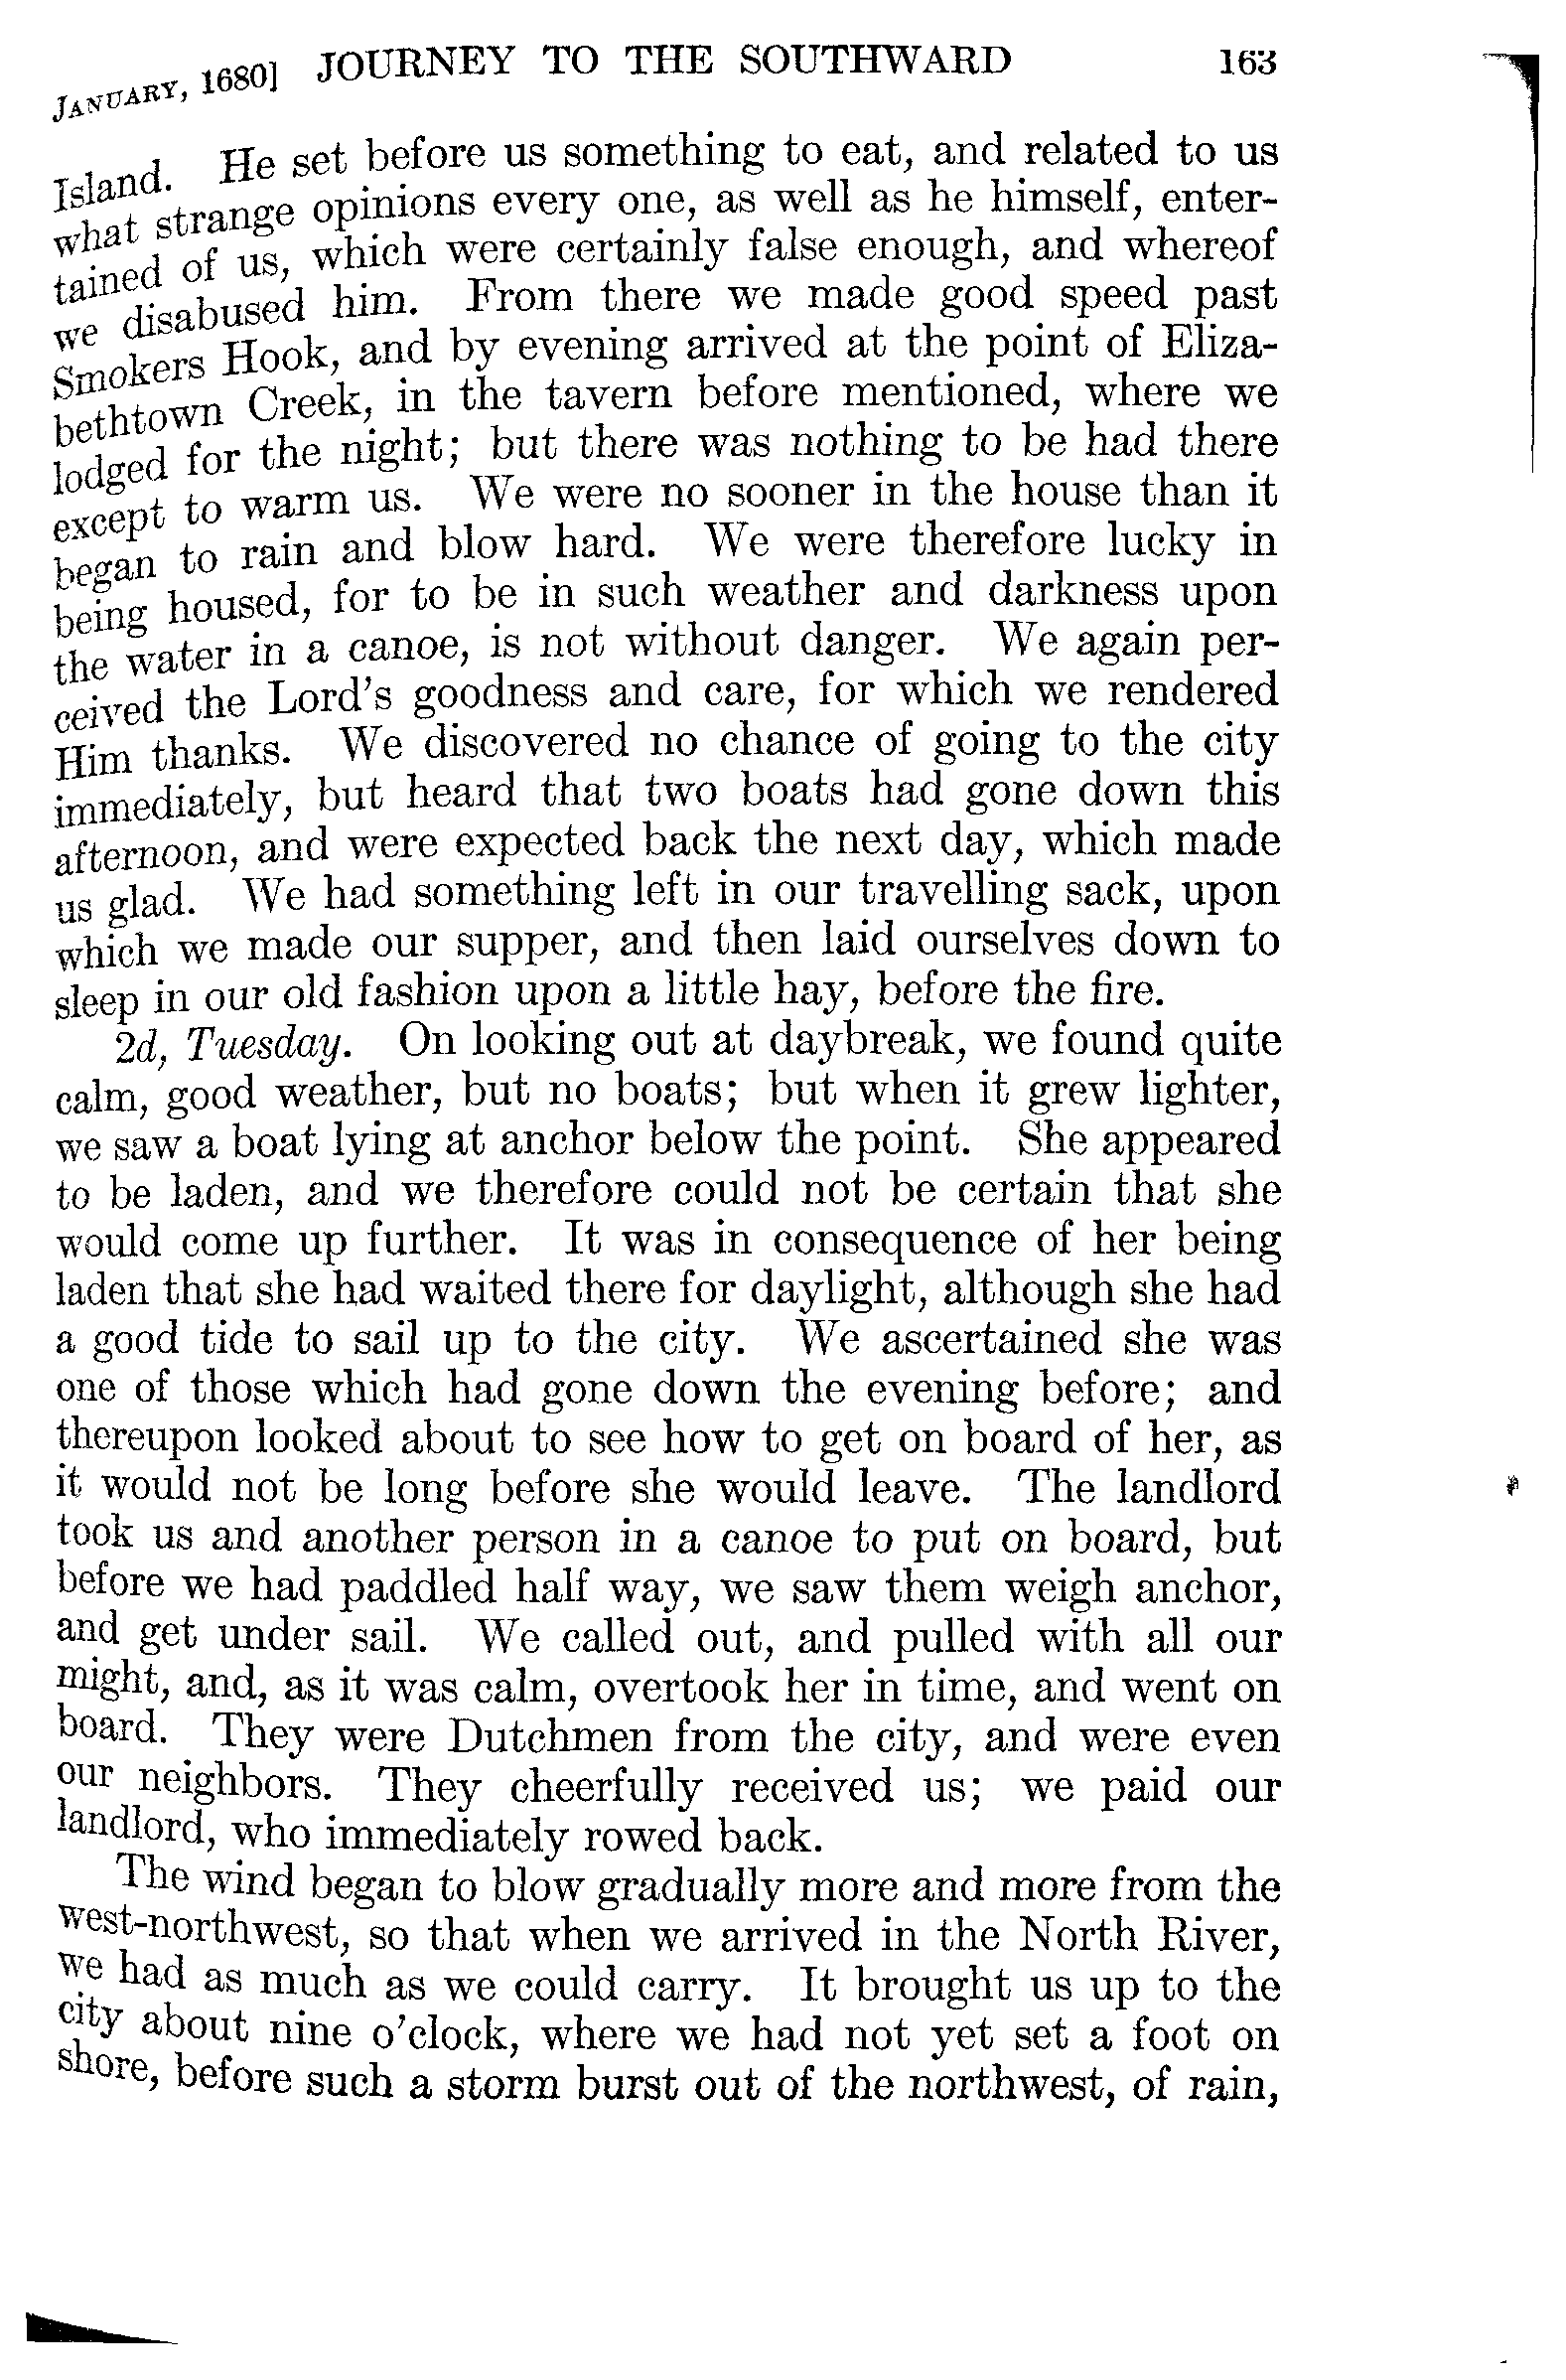 JANUARY, 1680] JOURNEY TO THE SOUTHWARD 163
Island. He set before us something to eat, and related to us
what strange opinions every one, as well as he himself, enter-
tained of us, which were certainly false enough, and whereof
we disabused him. From there we made good speed past
Smokers Hook, and by evening arrived at the point of Eliza-
bethtown Creek, in the tavern before mentioned, where we
lodged for the night; but there was nothing to be had there
except to warm us. We were no sooner in the house than it
began to rain and blow hard. We were therefore lucky in
being housed, for to be in such weather and darkness upon
the water in a canoe, is not without danger. We again per-
ceived the Lord's goodness and care, for which we rendered
Him thanks. We discovered no chance of going to the city
immediately, but heard that two boats had gone down this
afternoon, and were expected back the next day, which made
us glad. We had something left in our travelling sack, upon
which we made our supper, and then laid ourselves down to
sleep in our old fashion upon a little hay, before the fire.
2d, Tuesday. On looking out at daybreak, we found quite
calm, good weather, but no boats; but when it grew lighter,
we saw a boat lying at anchor below the point. She appeared
to be laden, and we therefore could not be certain that she
would come up further. It was in consequence of her being
laden that she had waited there for daylight, although she had
a good tide to sail up to the city. We ascertained she was
one of those which had gone down the evening before; and
thereupon looked about to see how to get on board of her, as
it would not be long before she would leave. The landlord
took us and another person in a canoe to put on board, but
before we had paddled half way, we saw them weigh anchor,
and get under sail. We called out, and pulled with all our
might, and, as it was calm, overtook her in time, and went on
board. They were Dutchmen from the city, and were even
our neighbors. They cheerfully received us; we paid our
landlord, who immediately rowed back.
The wind began to blow gradually more and more from the
west-northwest, so that when we arrived in the North River,
we had as much as we could carry. It brought us up to the
city about nine o'clock, where we had not yet set a foot on
shore, before such a storm burst out of the northwest, of rain,